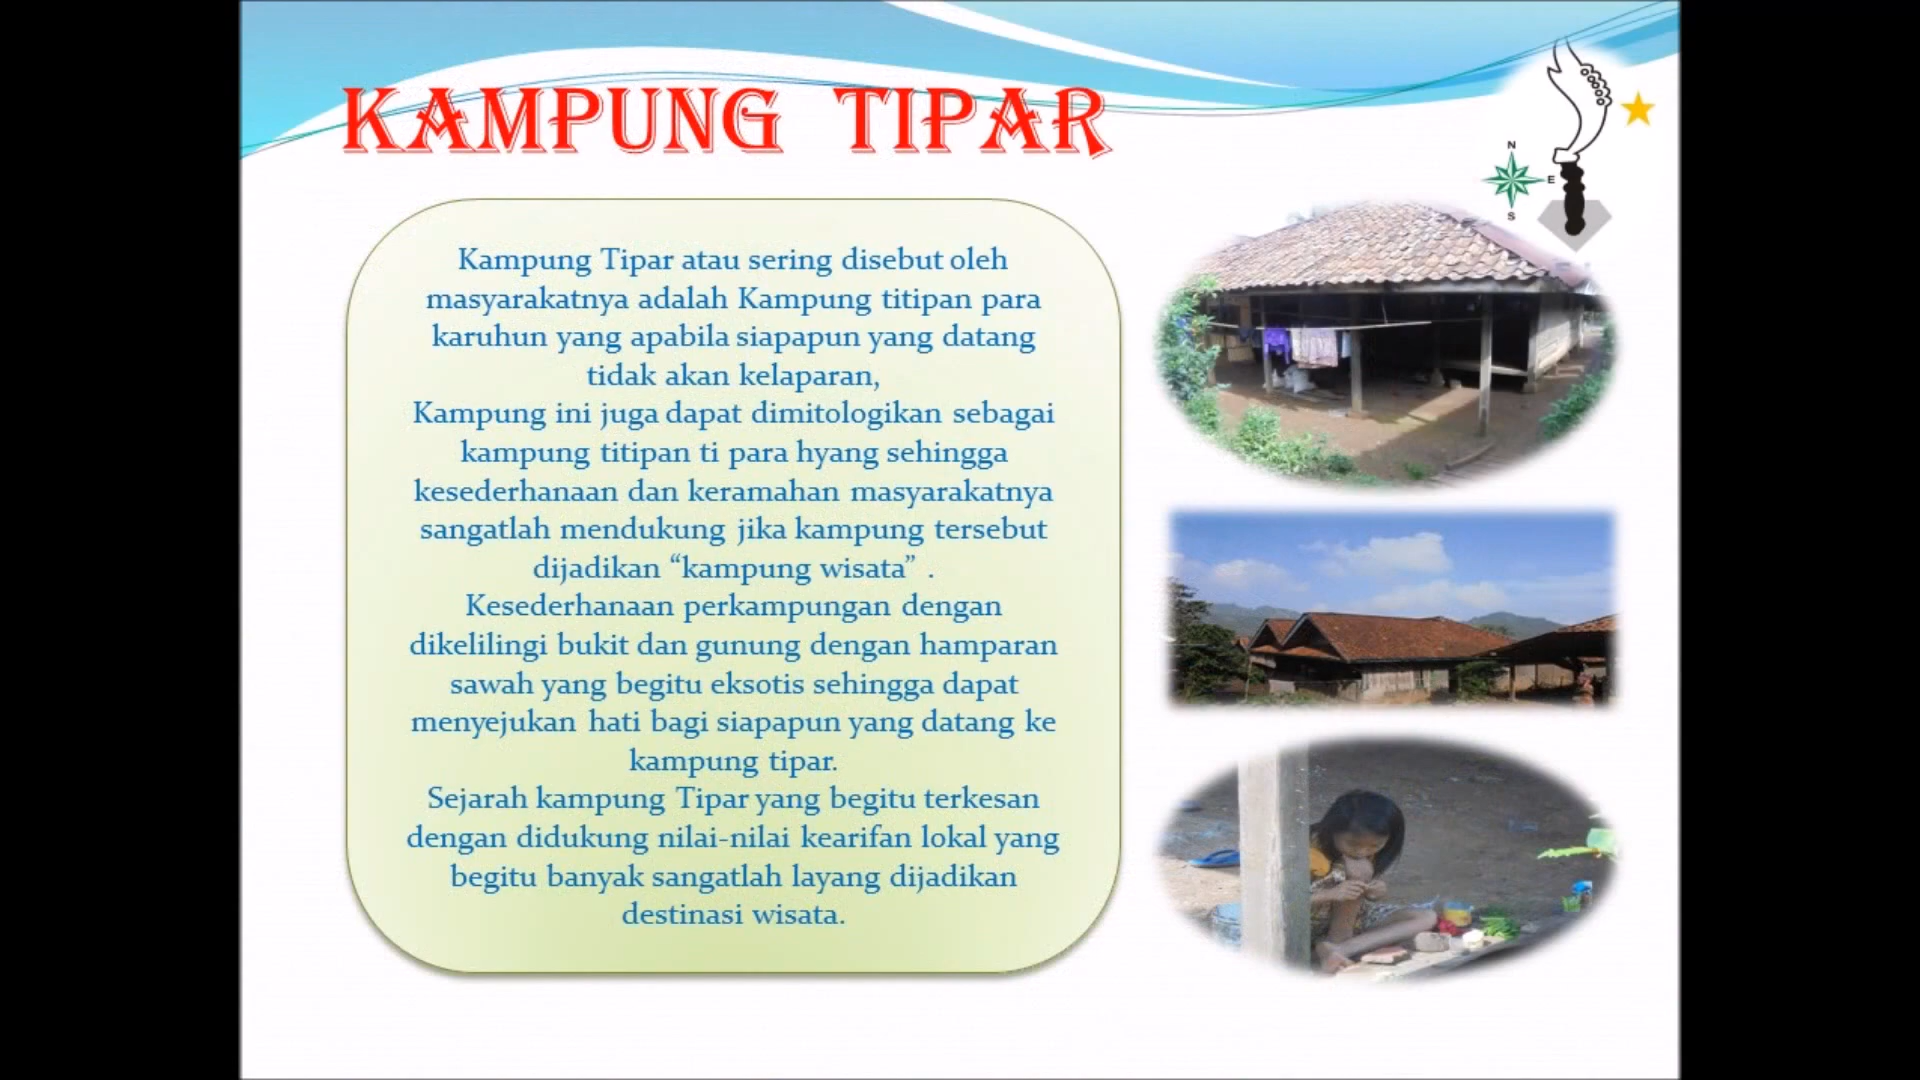 KAMPUNG TIPAR
N
E
S
Kampung Tipar atau sering disebut oleh
masyarakatnya adalah Kampung titipan para
karuhun yang apabila siapapun yang datang
tidak akan kelaparan,
Kampung ini juga dapat dimitologikan sebagai
kampung titipan ti para hyang sehingga
kesederhanaan dan keramahan masyarakatnya
sangatlah mendukung jika kampung tersebut
dijadikan “kampung wisata” .
Kesederhanaan perkampungan dengan
dikelilingi bukit dan gunung dengan hamparan
sawah yang begitu eksotis sehingga dapat
menyejukan hati bagi siapapun yang datang ke
kampung tipar.
Sejarah kampung Tipar yang begitu terkesan
dengan didukung nilai-nilai kearifan lokal yang
begitu banyak sangatlah layang dijadikan
destinasi wisata.